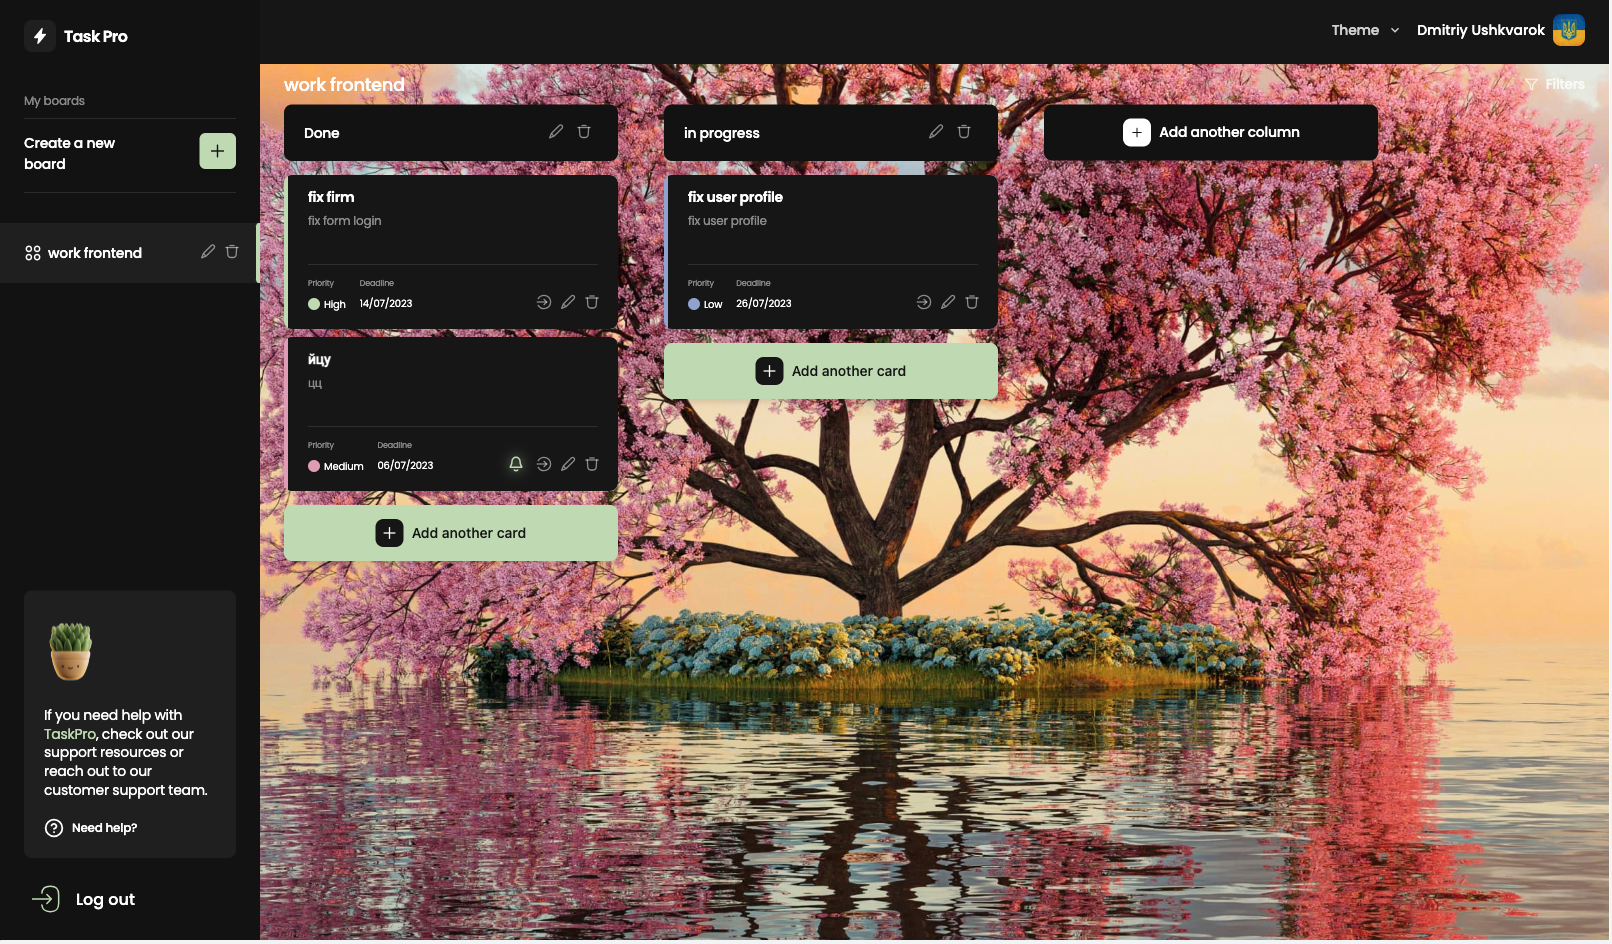 Task Pro
Theme
Dmitriy Ushkvarok
My boards
Create a new
board
work frontend
If you need help with
TaskPro, check out our
support resources or
reach out to our
customer support team.
Need help?
Log out
work frontend
Filters
Done
fix firm
fix form login
Priority Deadline
High 14/07/2023
йцу
цц
Priority Deadline
Medium 06/07/2023
Add another card
in progress
fix user profile
fix user profile
Priority Deadline
Low 26/07/2023
Add another card
Add another column